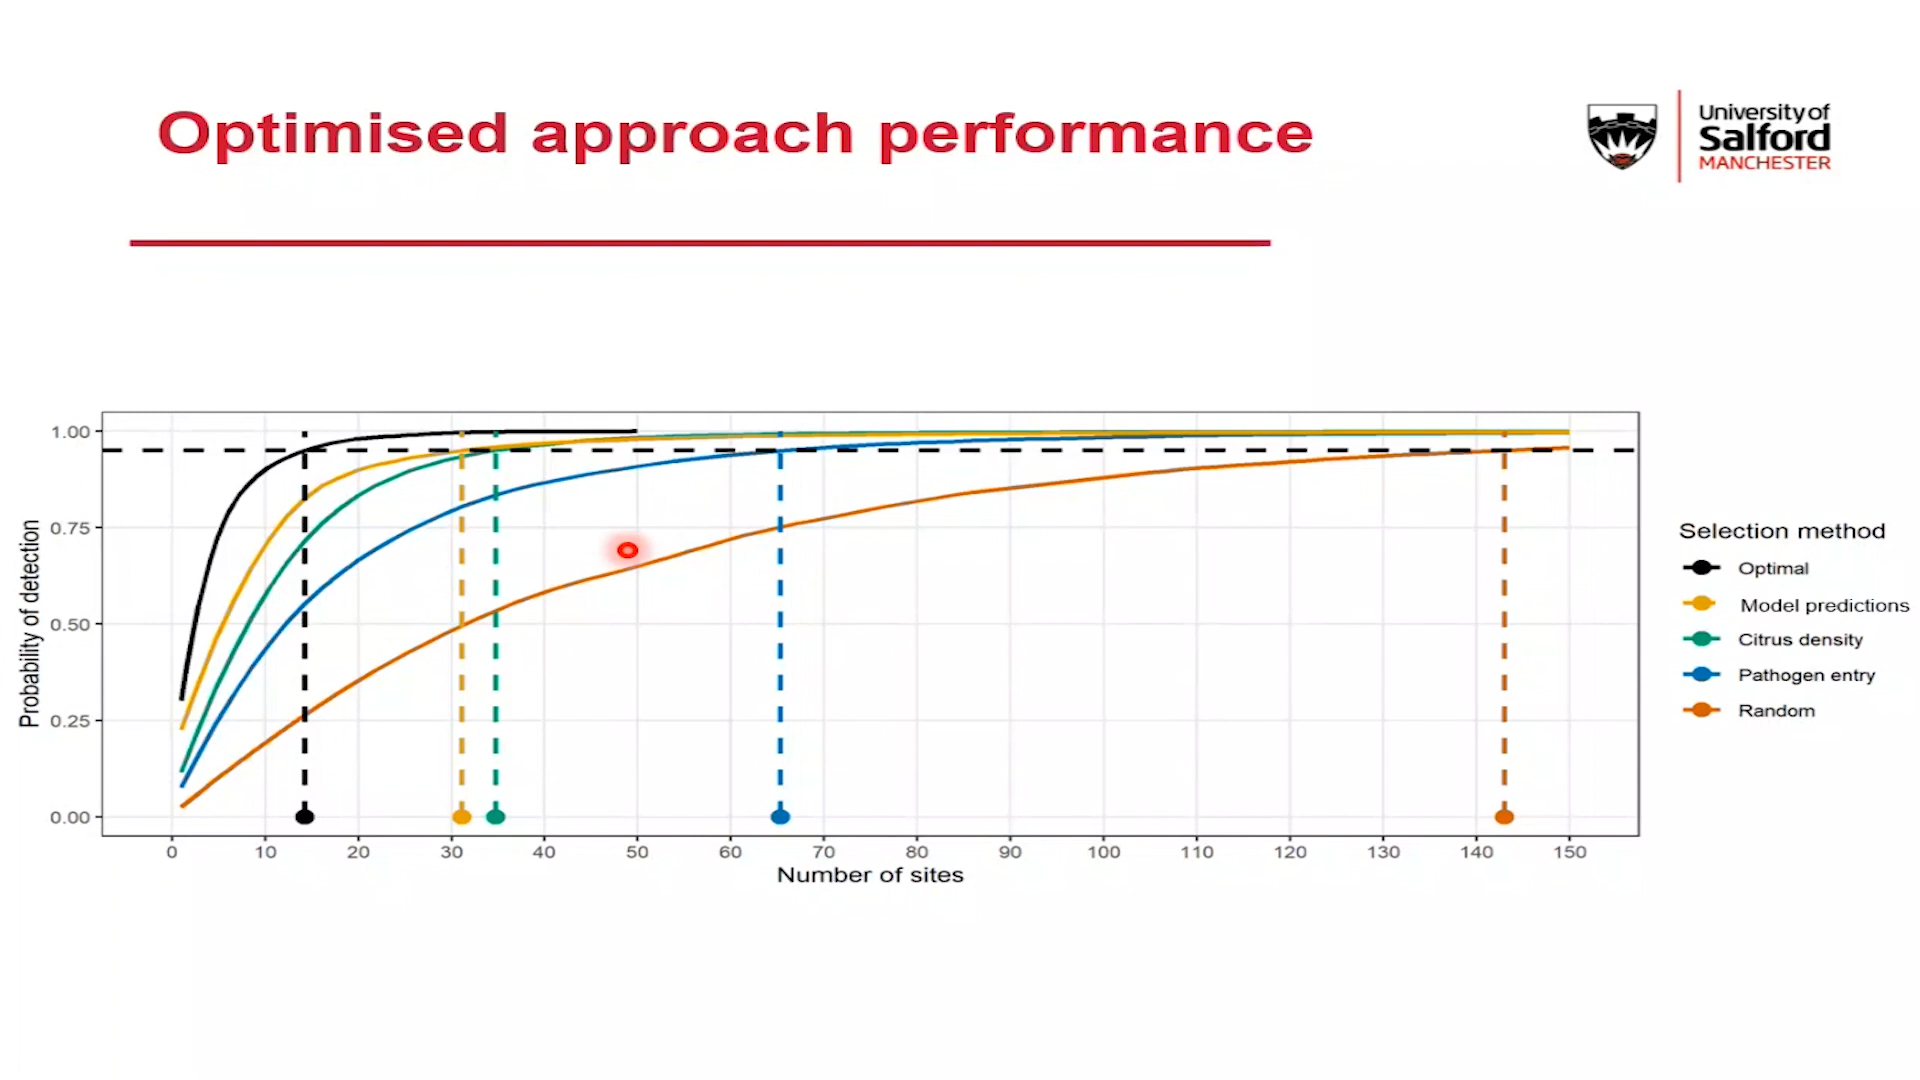 Optimised approach performance
University of
Salford
MANCHESTER
1.00
0.75
0.50
0.25
0.00
Probability of detection
0 10 20 30 40 50 60 70 80 90 100 110 120 130 140 150
Number of sites
Selection method
Optimal
Model predictions
Citrus density
Pathogen entry
Random